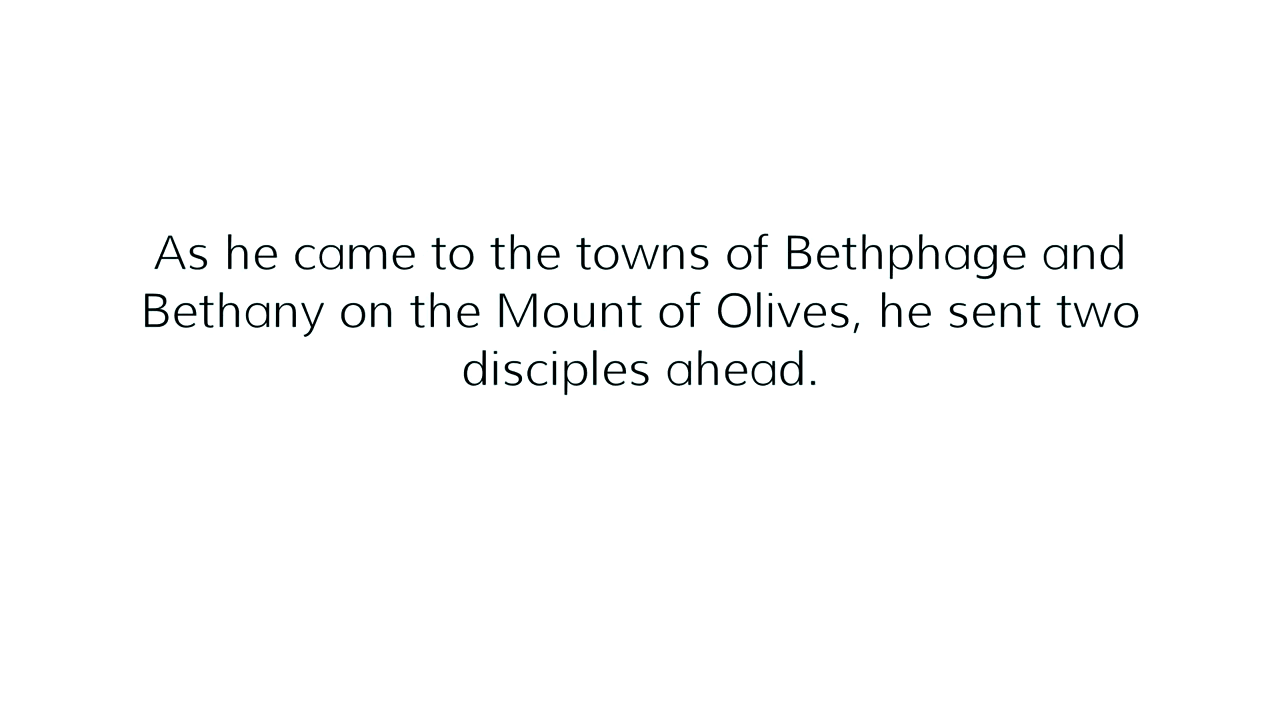 As he came to the towns of Bethphage and
Bethany on the Mount of Olives, he sent two
disciples ahead.